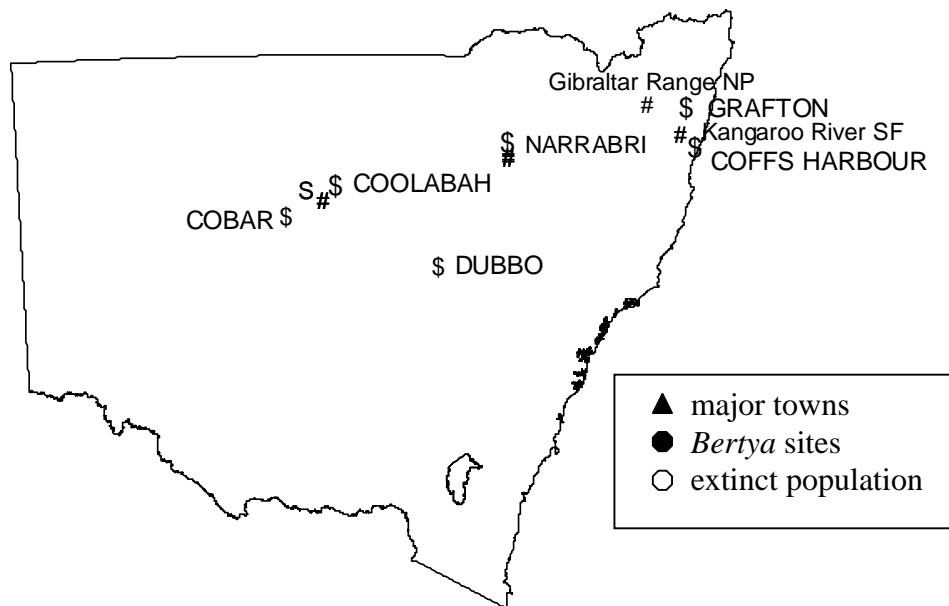 Gibraltar Range NP
# $ GRAFTON
# Kangaroo River SF
$ COFFS HARBOUR
$ NARRABRI
#
S $ COOLABAH
#
COBAR $
$ DUBBO
major towns
Bertya sites
extinct population